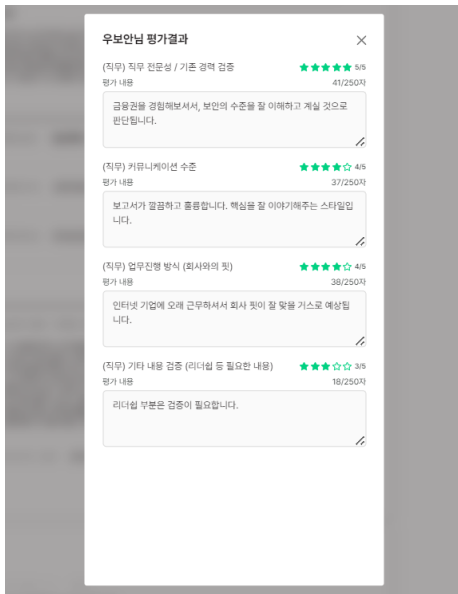 우보안님 평가결과
(직무) 직무 전문성 / 기존 경력 검증 5/5
평가 내용 41/250자
금융권을 경험해보셔서, 보안의 수준을 잘 이해하고 계실 것으로
판단됩니다.
(직무) 커뮤니케이션 수준 4/5
평가 내용 37/250자
보고서가 깔끔하고 훌륭합니다. 핵심을 잘 이야기해주는 스타일입
니다.
(직무) 업무진행 방식 (회사와의 핏) 4/5
평가 내용 38/250자
인터넷 기업에 오래 근무하셔서 회사 핏이 잘 맞을 거스로 예상됩
니다.
(직무) 기타 내용 검증 (리더쉽 등 필요한 내용) 3/5
평가 내용 18/250자
리더쉽 부분은 검증이 필요합니다.